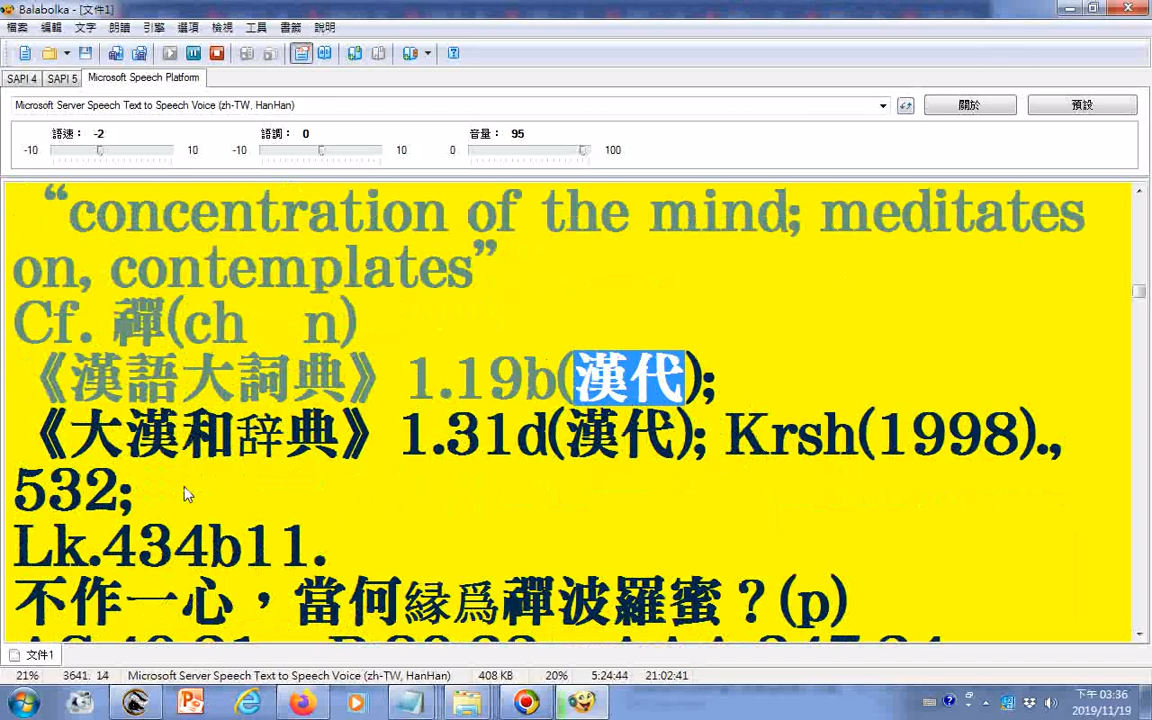 Balabolka - [文件1]
檔案 編輯 文字 朗讀 引擎 選項 檢視 工具 書籤 說明
SAPI 4 SAPI 5 Microsoft Speech Platform
Microsoft Server Speech Text to Speech Voice (zh-TW, HanHan) 關於 預設
語速： -2 語調： 0 音量： 95
-10 10 -10 10 0 100
“concentration of the mind; meditates
on, contemplates”
Cf. 禪(ch n)
《漢語大詞典》 1.19b(漢代);
《大漢和辞典》 1.31d(漢代); Krsh(1998).,
532;
Lk.434b11.
不作一心，當何縁爲禪波羅蜜？(p)
文件1
21% 3641, 14 Microsoft Server Speech Text to Speech Voice (zh-TW, HanHan) 408 KB 20% 5:24:44 21:02:41
下午 03:36
2019/11/19